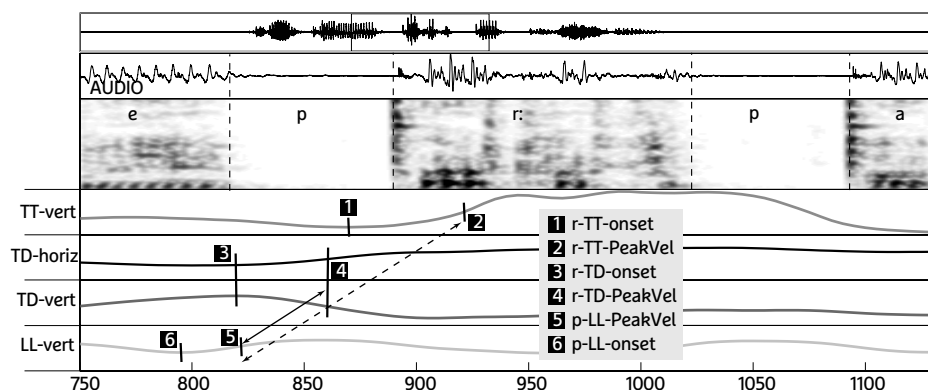 AUDIO
e p r: p a
TT-vert
1
2
TD-horiz
3
4
TD-vert
LL-vert
6
5
1 r-TT-onset
2 r-TT-PeakVel
3 r-TD-onset
4 r-TD-PeakVel
5 p-LL-PeakVel
6 p-LL-onset
750 800 850 900 950 1000 1050 1100